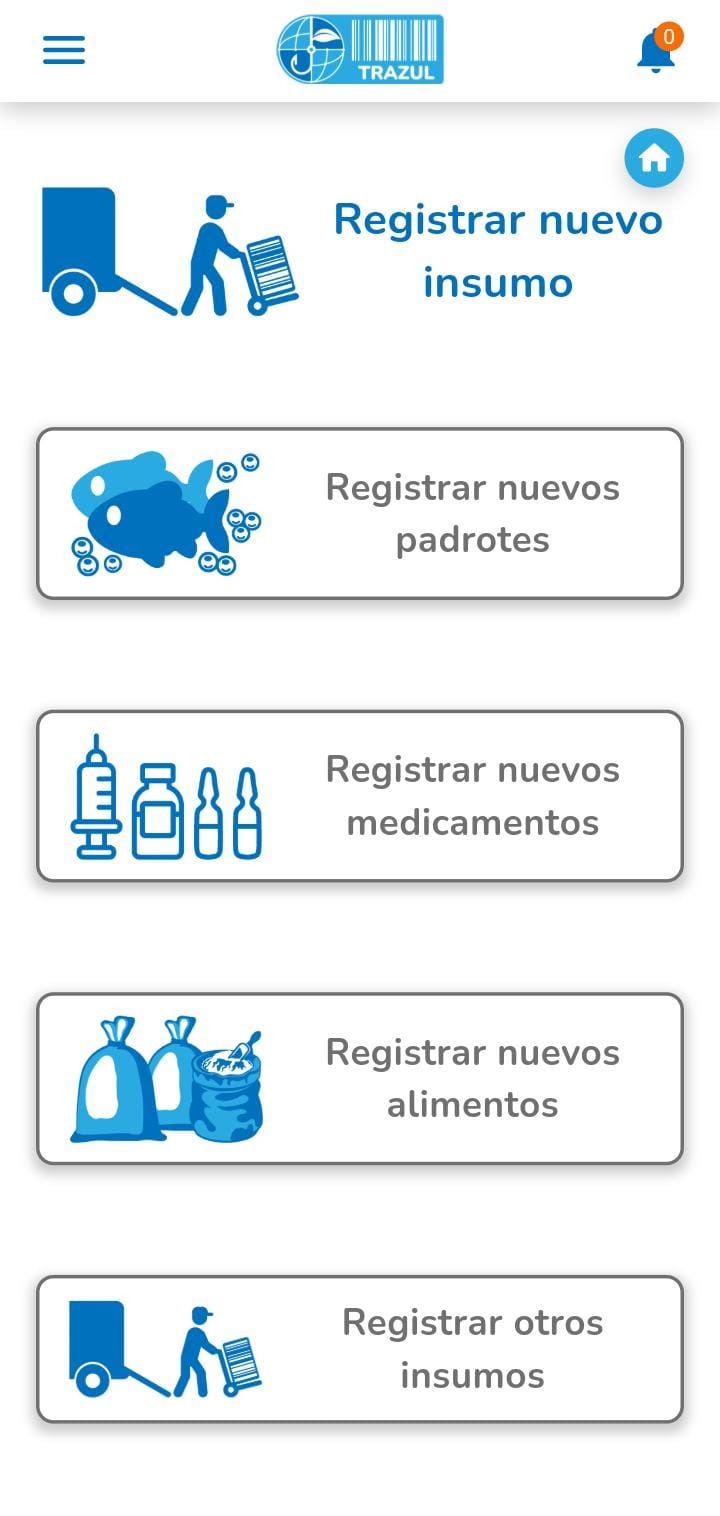 TRAZUL
0
Registrar nuevo
insumo
Registrar nuevos
padrotes
Registrar nuevos
medicamentos
Registrar nuevos
alimentos
Registrar otros
insumos